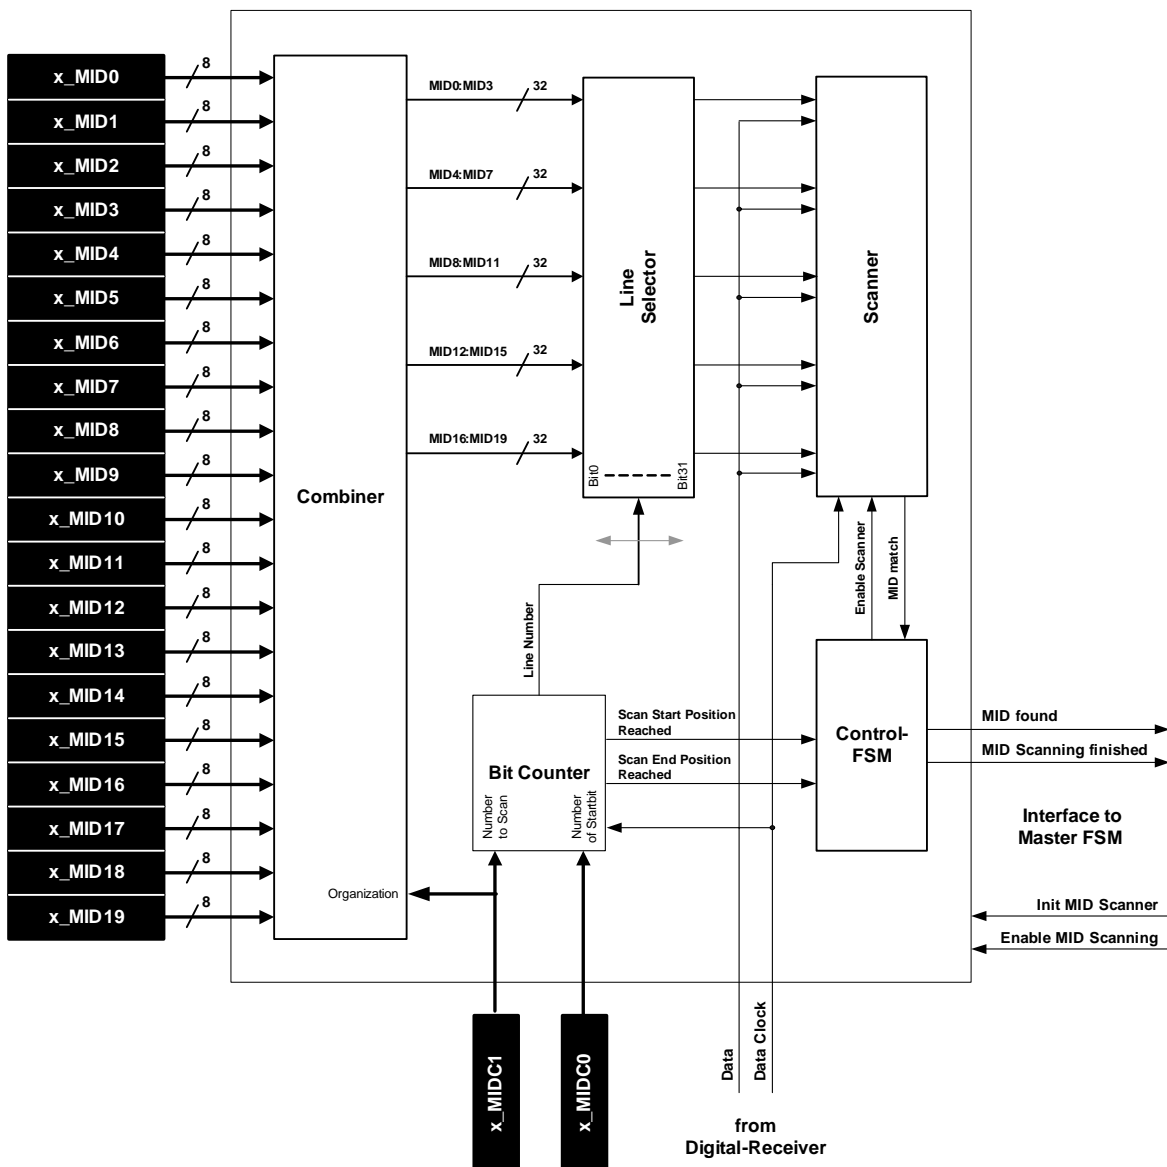 x_MID0
8
x_MID1
8
x_MID2
8
x_MID3
8
x_MID4
8
x_MID5
8
x_MID6
8
x_MID7
8
x_MID8
8
x_MID9
8
x_MID10
8
x_MID11
8
x_MID12
8
x_MID13
8
x_MID14
8
x_MID15
8
x_MID16
8
x_MID17
8
x_MID18
8
x_MID19
8
Combiner
Organization
MID0:MID3
32
MID4:MID7
32
MID8:MID11
32
MID12:MID15
32
MID16:MID19
32
Line
Selector
Bit0
Bit31
Scanner
Line Number
Enable Scanner
MID match
Bit Counter
Number
to Scan
Number
of Startbit
Scan Start Position
Reached
Scan End Position
Reached
Control-
FSM
MID found
MID Scanning finished
Interface to
Master FSM
Init MID Scanner
Enable MID Scanning
x_MIDC1
x_MIDC0
Data
Data Clock
from
Digital-Receiver